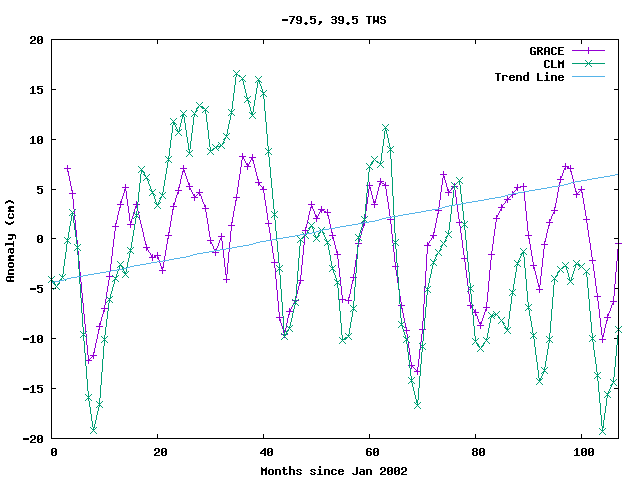 -79.5, 39.5 TWS
GRACE
CLM
Trend Line
20
15
10
5
0
-5
-10
-15
-20
Anomaly (cm)
0 20 40 60 80 100
Months since Jan 2002